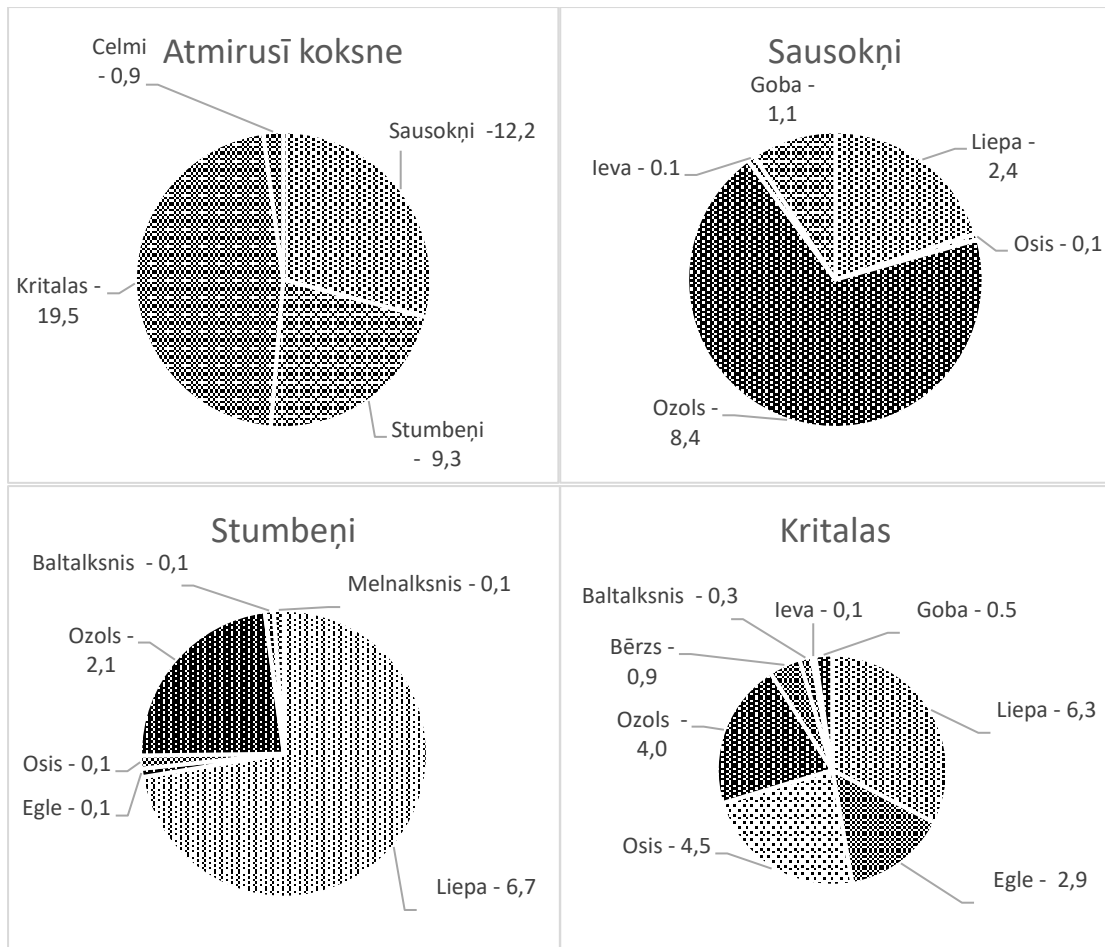 Atmirusī koksne
Celmi
- 0,9
Sausokņi -12,2
Kritalas -
19,5
Stumbeņi
- 9,3
Sausokņi
Goba -
1,1
Liepa -
2,4
Ieva - 0.1
Osis - 0,1
Ozols -
8,4
Stumbeņi
Baltalksnis - 0,1
Melnalksnis - 0,1
Ozols -
2,1
Osis - 0,1
Egle - 0,1
Liepa - 6,7
Kritalas
Baltalksnis - 0,3
Ieva - 0,1
Goba - 0.5
Bērzs -
0,9
Ozols -
4,0
Liepa - 6,3
Osis - 4,5
Egle - 2,9